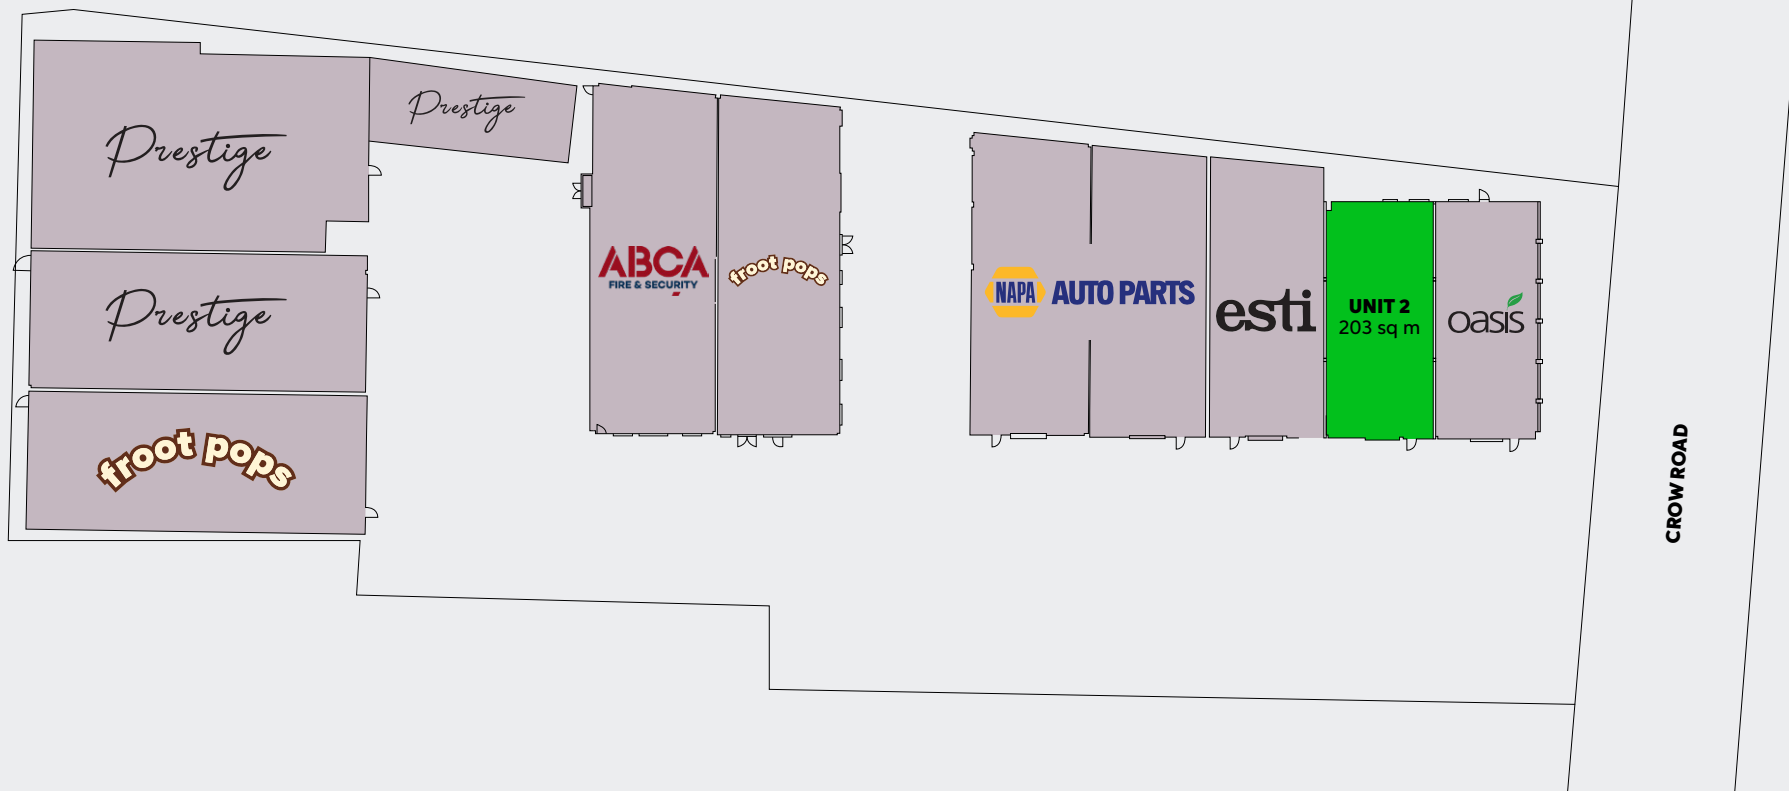 Prestige
Prestige
Prestige
froot pops
ABCA
FIRE & SECURITY
froot pops
NAPA AUTO PARTS
esti
UNIT 2
203 sq m
oasis
CROW ROAD